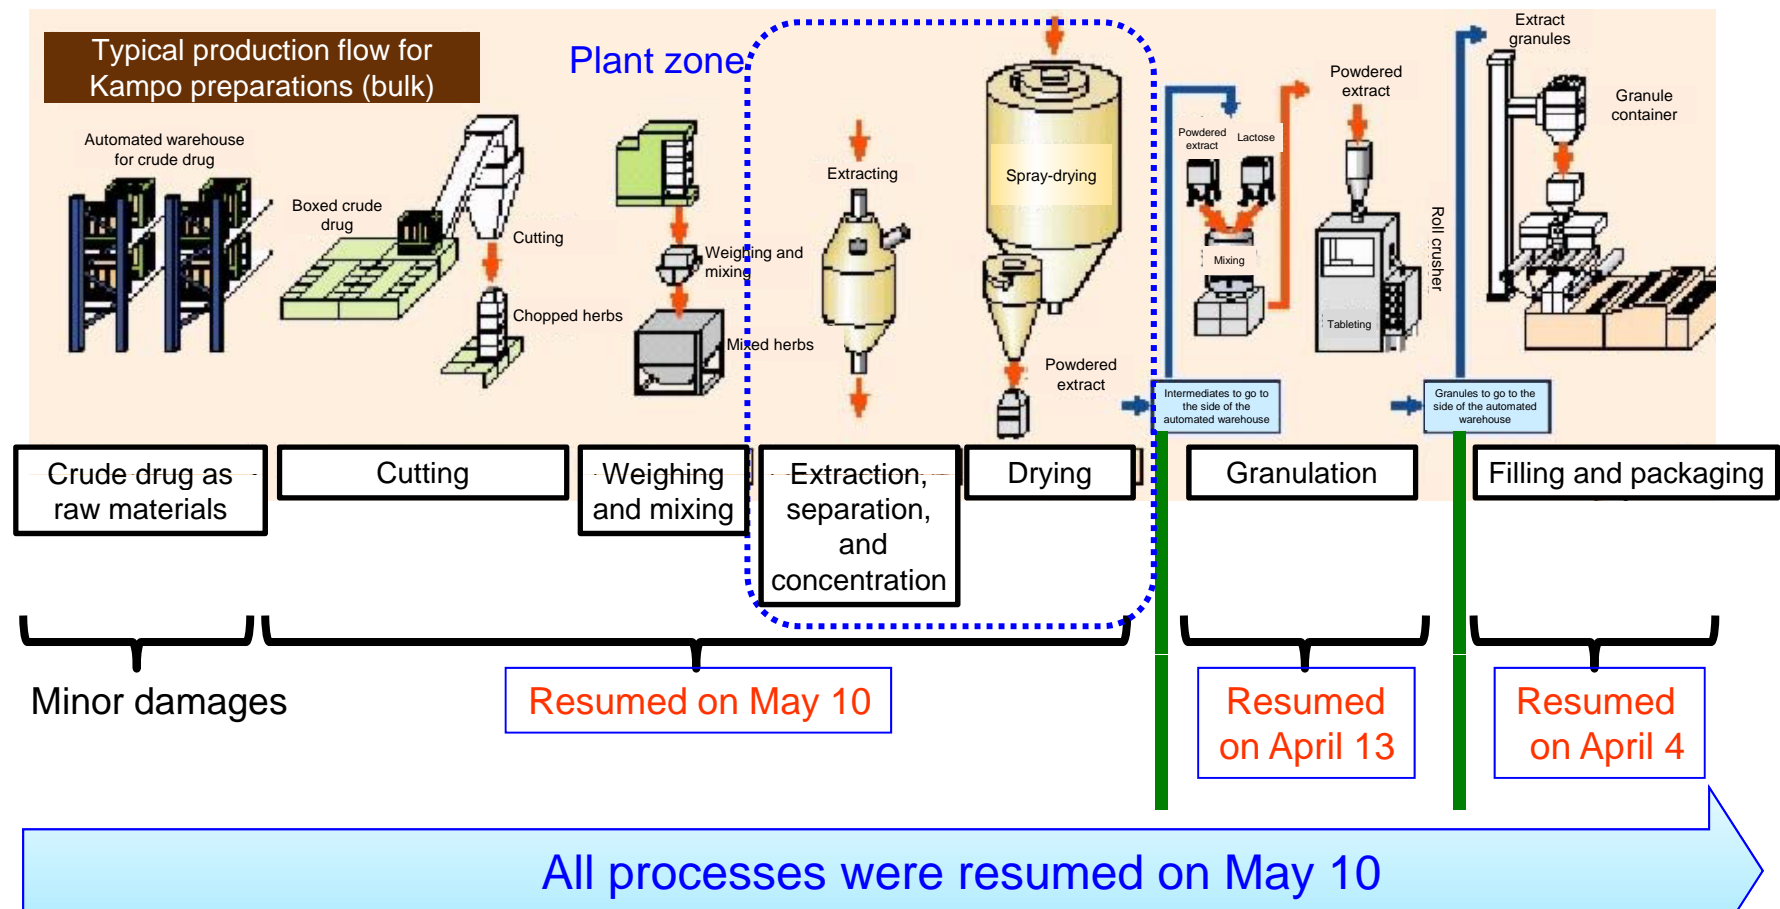 Typical production flow for
Kampo preparations (bulk)
Plant zone
Automated warehouse
for crude drug
Boxed crude
drug
Cutting
Chopped herbs
Weighing and
mixing
Mixed herbs
Extracting
Spray-drying
Powdered
extract
Powdered
extract
Lactose
Mixing
Intermediates to go to
the side of the
automated warehouse
Powdered
extract
Tableting
Roll crusher
Granules to go to the
side of the automated
warehouse
Extract
granules
Granule
container
Crude drug as
raw materials
Cutting
Weighing
and mixing
Extraction,
separation,
and
concentration
Drying
Granulation
Filling and packaging
Minor damages
Resumed on May 10
Resumed
on April 13
Resumed
on April 4
All processes were resumed on May 10